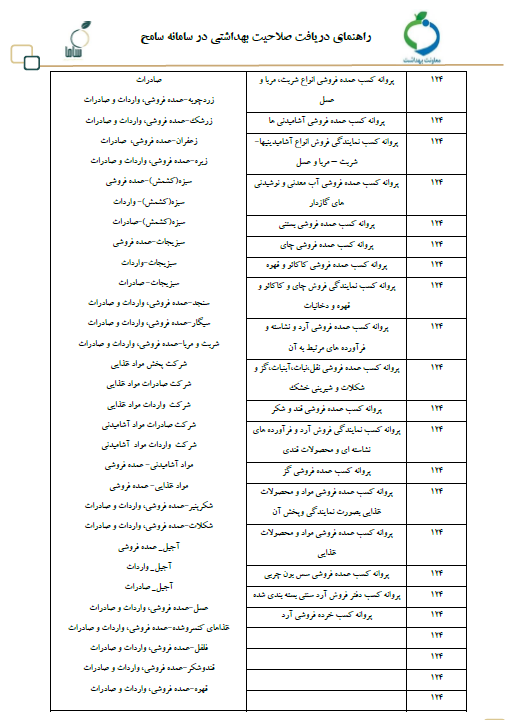 راهنمای دریافت صلاحیت بهداشتی در سامانه سامح
معاونت بهداشت
ساما
۱۲۴
پروانه کسب عمده فروشی انواع شربت، مربا و
عسل
۱۲۴
پروانه کسب عمده فروشی آشامیدنی ها
۱۲۴
پروانه کسب نمایندگی فروش انواع آشامیدنیها-
شربت – مربا و عسل
۱۲۴
پروانه کسب عمده فروشی آب معدنی و نوشیدنی
های گازدار
۱۲۴
پروانه کسب عمده فروشی بستنی
۱۲۴
پروانه کسب عمده فروشی چای
۱۲۴
پروانه کسب عمده فروشی کاکائو و قهوه
۱۲۴
پروانه کسب نمایندگی فروش چای و کاکائو و
قهوه و دخانیات
۱۲۴
پروانه کسب عمده فروشی آرد و نشاسته و
فرآورده های مرتبط به آن
۱۲۴
پروانه کسب عمده فروشی نقل،نبات،آبنبات،گز و
شکلات و شیرینی خشک
۱۲۴
پروانه کسب عمده فروشی قند و شکر
۱۲۴
پروانه کسب نمایندگی فروش آرد و فرآورده های
نشاسته ای و محصولات قندی
۱۲۴
پروانه کسب عمده فروشی گز
۱۲۴
پروانه کسب عمده فروشی مواد و محصولات
غذایی بصورت نمایندگی وپخش آن
۱۲۴
پروانه کسب عمده فروشی مواد و محصولات
غذایی
۱۲۴
پروانه کسب عمده فروشی سس بون چربی
۱۲۴
پروانه کسب دفتر فروش آرد سنتی بسته بندی شده
۱۲۴
پروانه کسب خرده فروشی آرد
۱۲۴
۱۲۴
۱۲۴
۱۲۴
صادرات
زردچوبه-عمده فروشی، واردات و صادرات
زرشک-عمده فروشی، واردات و صادرات
زعفران-عمده فروشی، صادرات
زیره-عمده فروشی، واردات و صادرات
سبزه(کشمش)-عمده فروشی
سبزه(کشمش)- واردات
سبزه(کشمش)-صادرات
سبزیجات-عمده فروشی
سبزیجات-واردات
سبزیجات- صادرات
سنجد-عمده فروشی، واردات و صادرات
سیگار-عمده فروشی، واردات و صادرات
شربت و مربا-عمده فروشی، واردات و صادرات
شرکت پخش مواد غذایی
شرکت صادرات مواد غذایی
شرکت واردات مواد غذایی
شرکت صادرات مواد آشامیدنی
شرکت واردات مواد آشامیدنی
مواد آشامیدنی- عمده فروشی
مواد غذایی- عمده فروشی
شکرپنیر-عمده فروشی، واردات و صادرات
شکلات-عمده فروشی، واردات و صادرات
آجیل_ عمده فروشی
آجیل_ واردات
آجیل_ صادرات
عسل-عمده فروشی، واردات و صادرات
غذاهای کنسروشده-عمده فروشی، واردات و صادرات
فلفل-عمده فروشی، واردات و صادرات
قندوشکر-عمده فروشی، واردات و صادرات
قهوه-عمده فروشی، واردات و صادرات